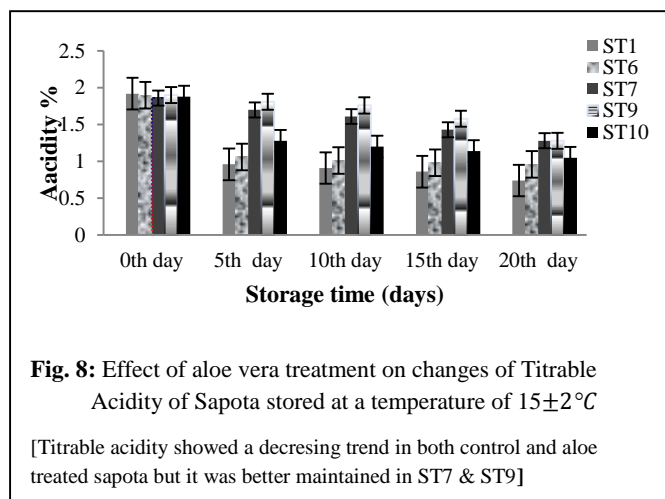 2.5
2
1.5
1
0.5
0
Aacidity %
0th day 5th day 10th day 15th day 20th day
Storage time (days)
ST1
ST6
ST7
ST9
ST10
Fig. 8: Effect of aloe vera treatment on changes of Titrable
Acidity of Sapota stored at a temperature of 15±2°C
[Titrable acidity showed a decresing trend in both control and aloe
treated sapota but it was better maintained in ST7 & ST9]